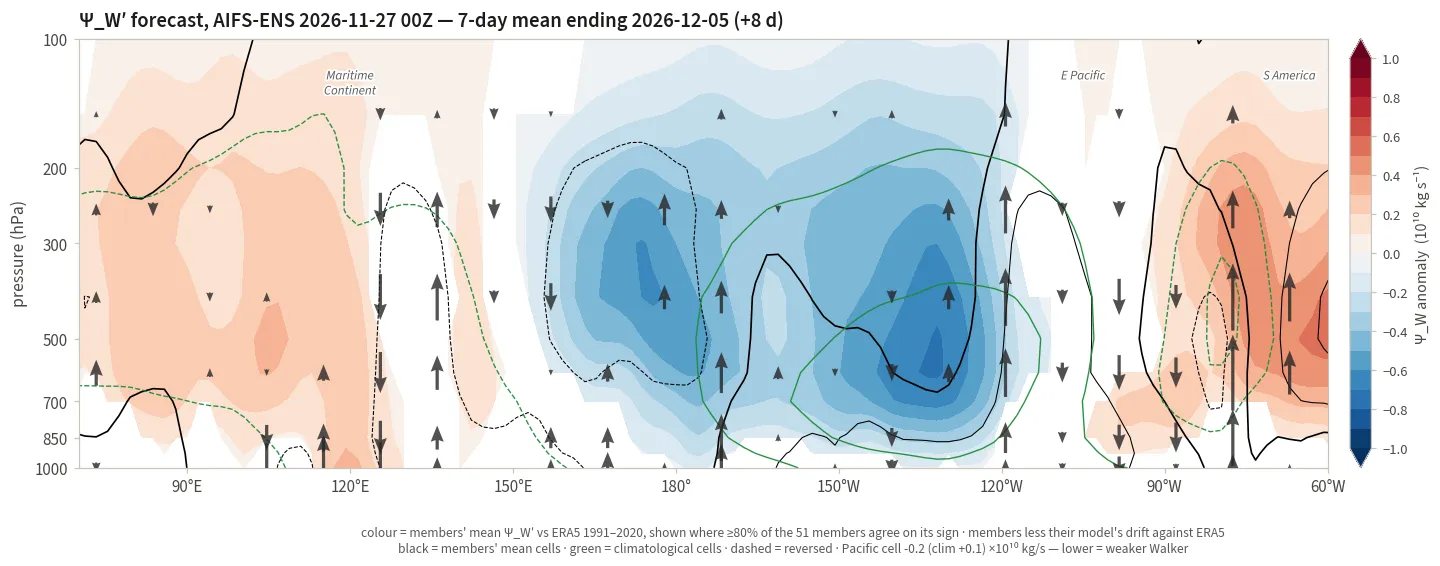 Ψ_W′ forecast, AIFS-ENS 2026-11-27 00Z — 7-day mean ending 2026-12-05 (+8 d)
100
200
300
400
500
700
850
1000
pressure (hPa)
Maritime
Continent
E Pacific
S America
90°E
120°E
150°E
180°
150°W
120°W
90°W
60°W
1.0
0.8
0.6
0.4
0.2
0.0
−0.2
−0.4
−0.6
−0.8
−1.0
Ψ_W anomaly (10¹⁰ kg s⁻¹)
colour = members' mean Ψ_W′ vs ERA5 1991–2020, shown where ≥80% of the 51 members agree on its sign · members less their model's drift against ERA5
black = members' mean cells · green = climatological cells · dashed = reversed · Pacific cell -0.2 (clim +0.1) ×10¹⁰ kg/s — lower = weaker Walker